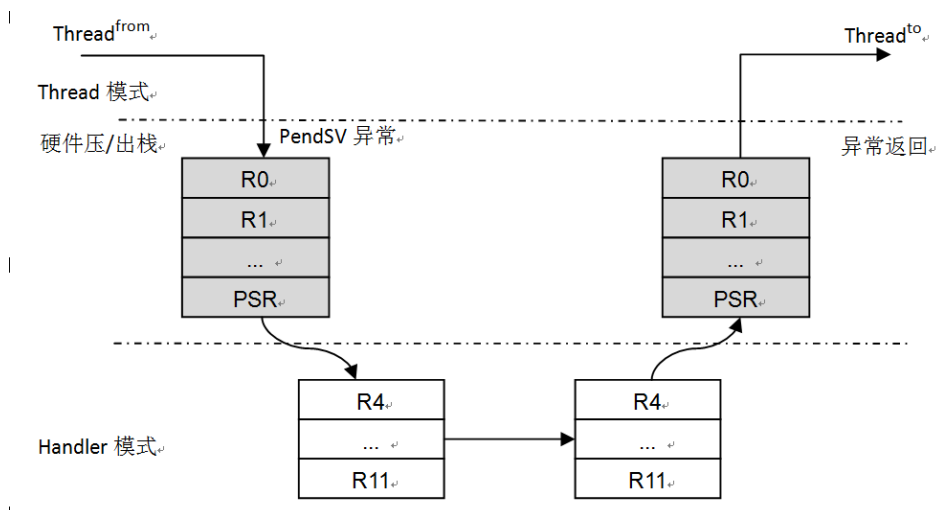 Thread from
Thread to
Thread 模式
硬件压/出栈
PendSV 异常
异常返回
R0
R1
...
PSR
R0
R1
...
PSR
Handler 模式
R4
...
R11
R4
...
R11